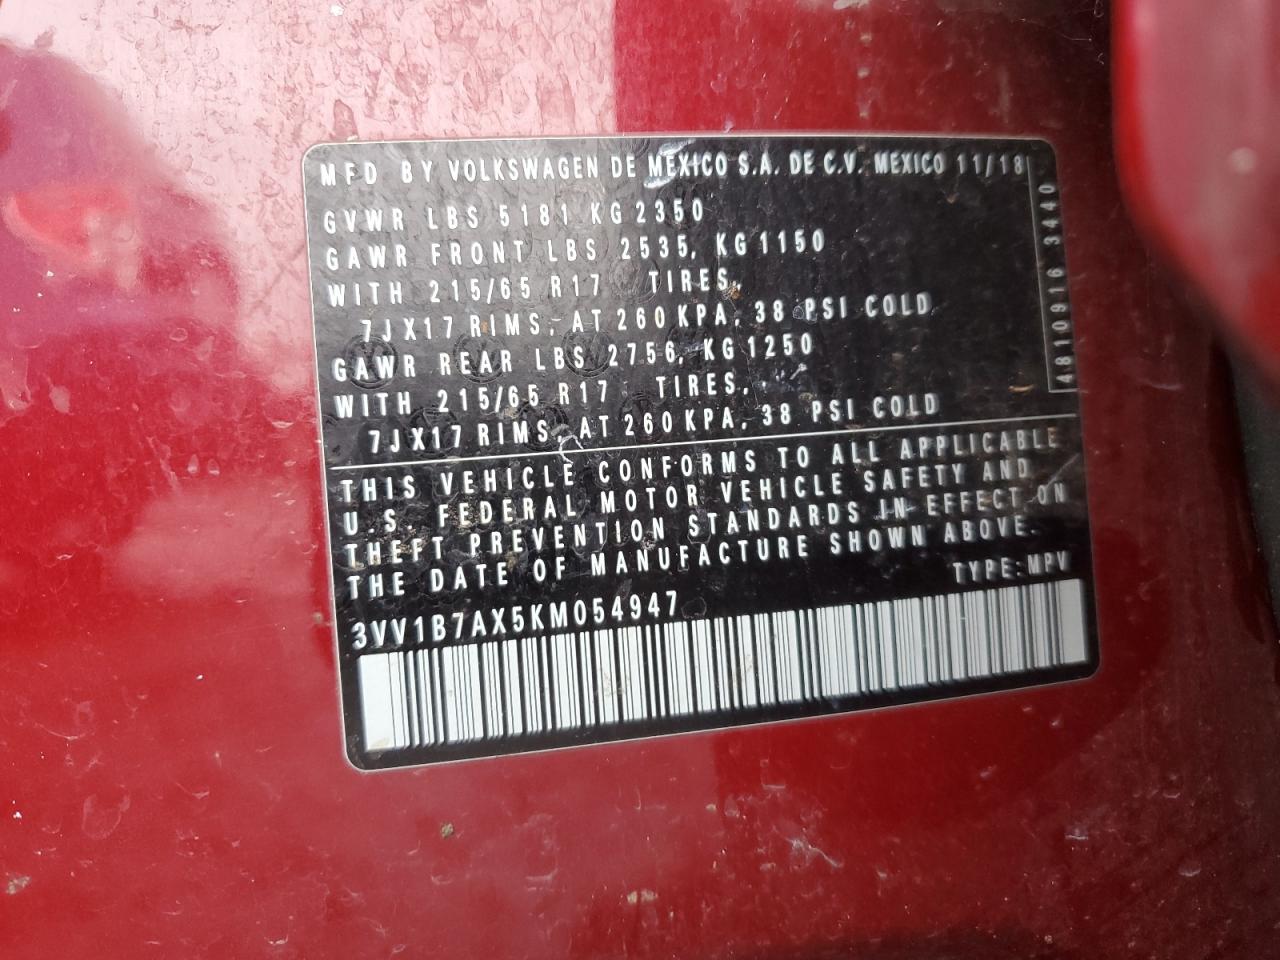 MFD BY VOLKSWAGEN DE MEXICO S.A. DE C.V. MEXICO 11/18
GVWR LBS 5181 KG 2350
GAWR FRONT LBS 2535, KG 1150
WITH 215/65 R17 TIRES,
7JX17 RIMS, AT 260 KPA, 38 PSI COLD
GAWR REAR LBS 2756, KG 1250
WITH 215/65 R17 TIRES,
7JX17 RIMS, AT 260 KPA, 38 PSI COLD
4810916 3440
THIS VEHICLE CONFORMS TO ALL APPLICABLE
U.S. FEDERAL MOTOR VEHICLE SAFETY AND
THEFT PREVENTION STANDARDS IN EFFECT ON
THE DATE OF MANUFACTURE SHOWN ABOVE.
TYPE: MPV
3VV1B7AX5KM054947